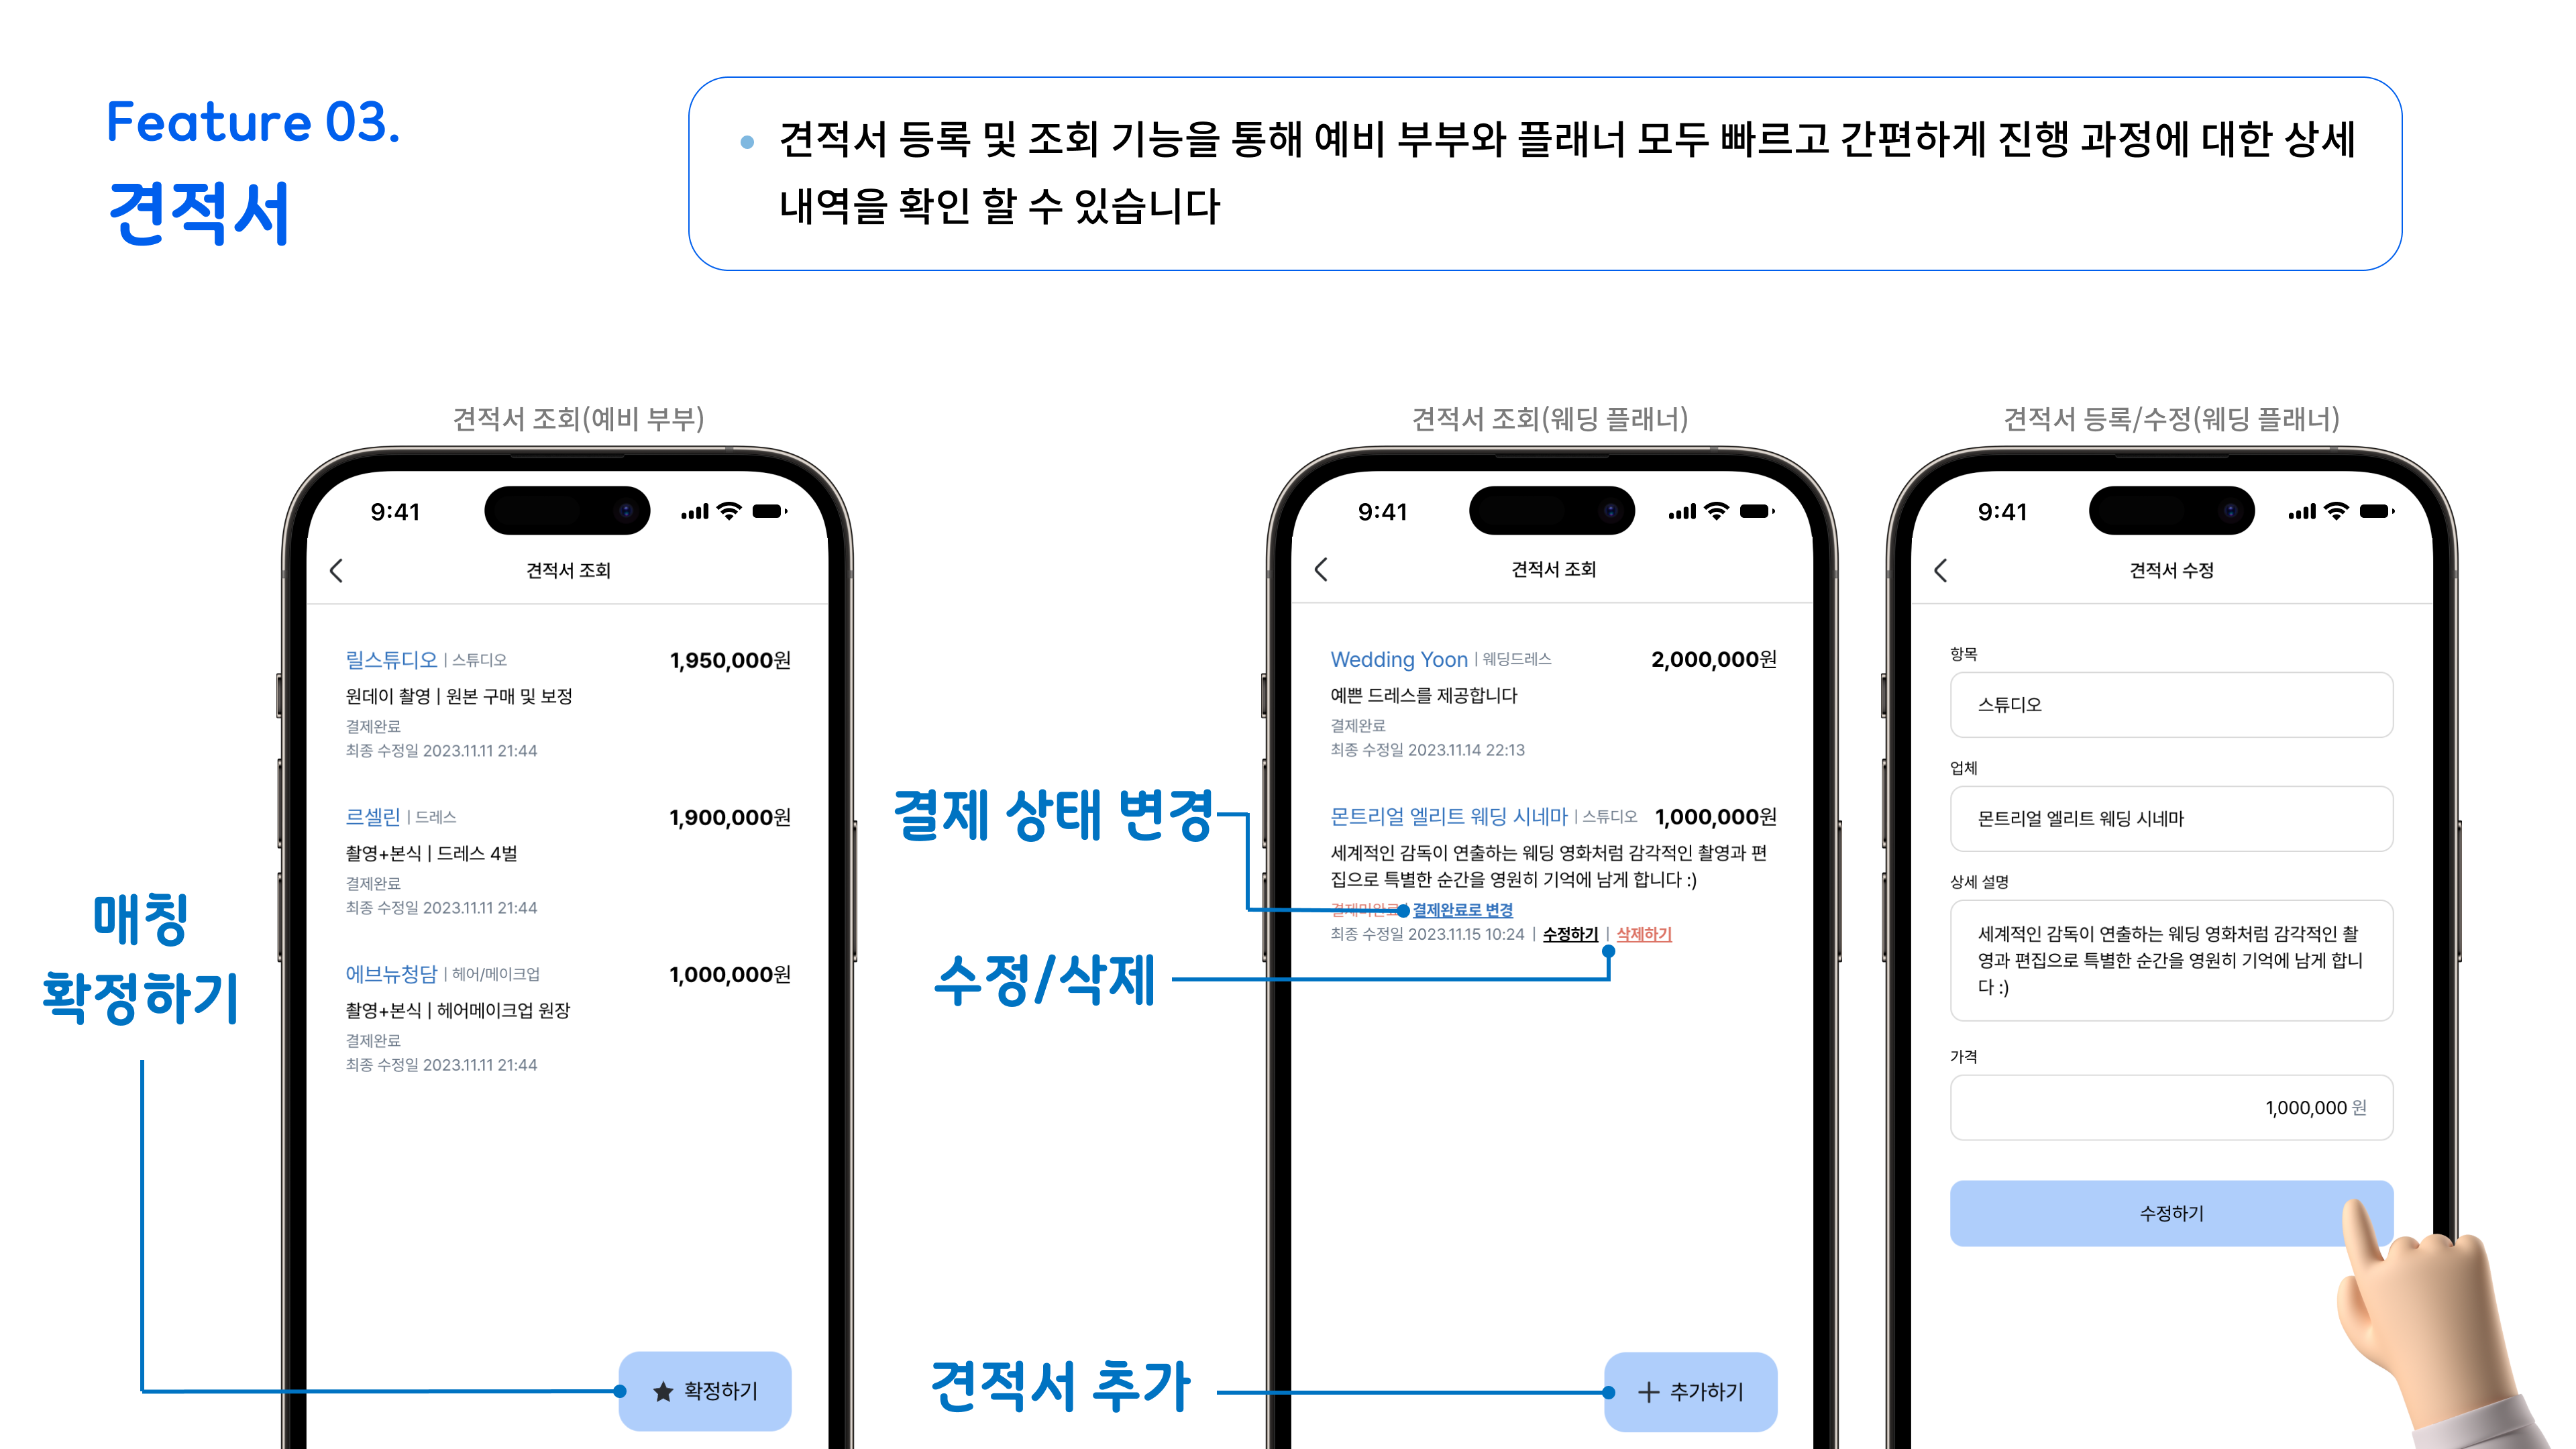 Feature 03.
견적서
견적서 등록 및 조회 기능을 통해 예비 부부와 플래너 모두 빠르고 간편하게 진행 과정에 대한 상세
내역을 확인 할 수 있습니다
견적서 조회(예비 부부)
9:41
견적서 조회
릴스튜디오 | 스튜디오 1,950,000원
원데이 촬영 | 원본 구매 및 보정
결제완료
최종 수정일 2023.11.11 21:44
르셀린 | 드레스 1,900,000원
촬영+본식 | 드레스 4벌
결제완료
최종 수정일 2023.11.11 21:44
에브뉴청담 | 헤어/메이크업 1,000,000원
촬영+본식 | 헤어메이크업 원장
결제완료
최종 수정일 2023.11.11 21:44
확정하기
매칭
확정하기
견적서 조회(웨딩 플래너)
9:41
견적서 조회
Wedding Yoon | 웨딩드레스 2,000,000원
예쁜 드레스를 제공합니다
결제완료
최종 수정일 2023.11.14 22:13
몬트리얼 엘리트 웨딩 시네마 | 스튜디오 1,000,000원
세계적인 감독이 연출하는 웨딩 영화처럼 감각적인 촬영과 편
집으로 특별한 순간을 영원히 기억에 남게 합니다 :)
결제미완료 결제완료로 변경
최종 수정일 2023.11.15 10:24 | 수정하기 | 삭제하기
추가하기
결제 상태 변경
수정/삭제
견적서 추가
견적서 등록/수정(웨딩 플래너)
9:41
견적서 수정
항목
스튜디오
업체
몬트리얼 엘리트 웨딩 시네마
상세 설명
세계적인 감독이 연출하는 웨딩 영화처럼 감각적인 촬
영과 편집으로 특별한 순간을 영원히 기억에 남게 합니
다 :)
가격
1,000,000 원
수정하기